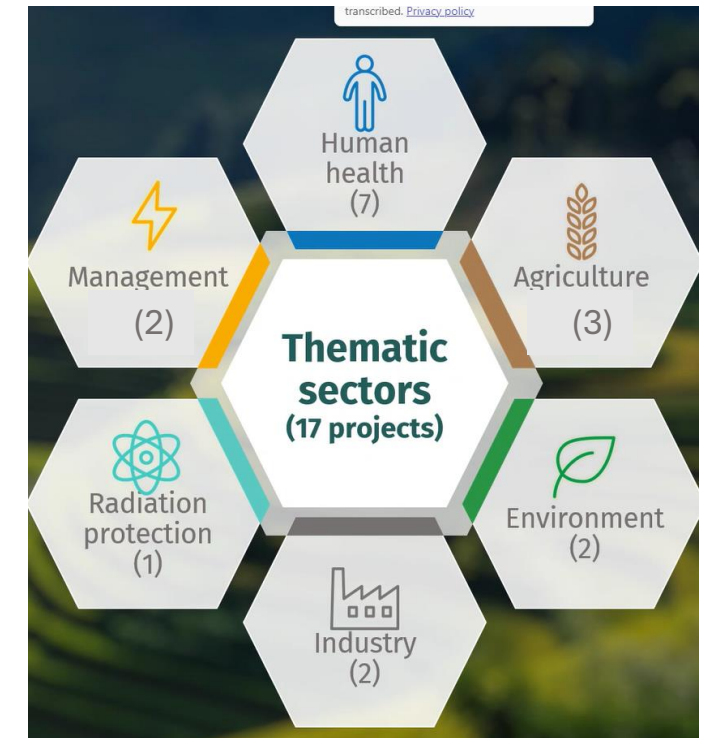 transcribed. Privacy policy
Human
health
(7)
Management
(2)
Agriculture
(3)
Thematic
sectors
(17 projects)
Radiation
protection
(1)
Environment
(2)
Industry
(2)